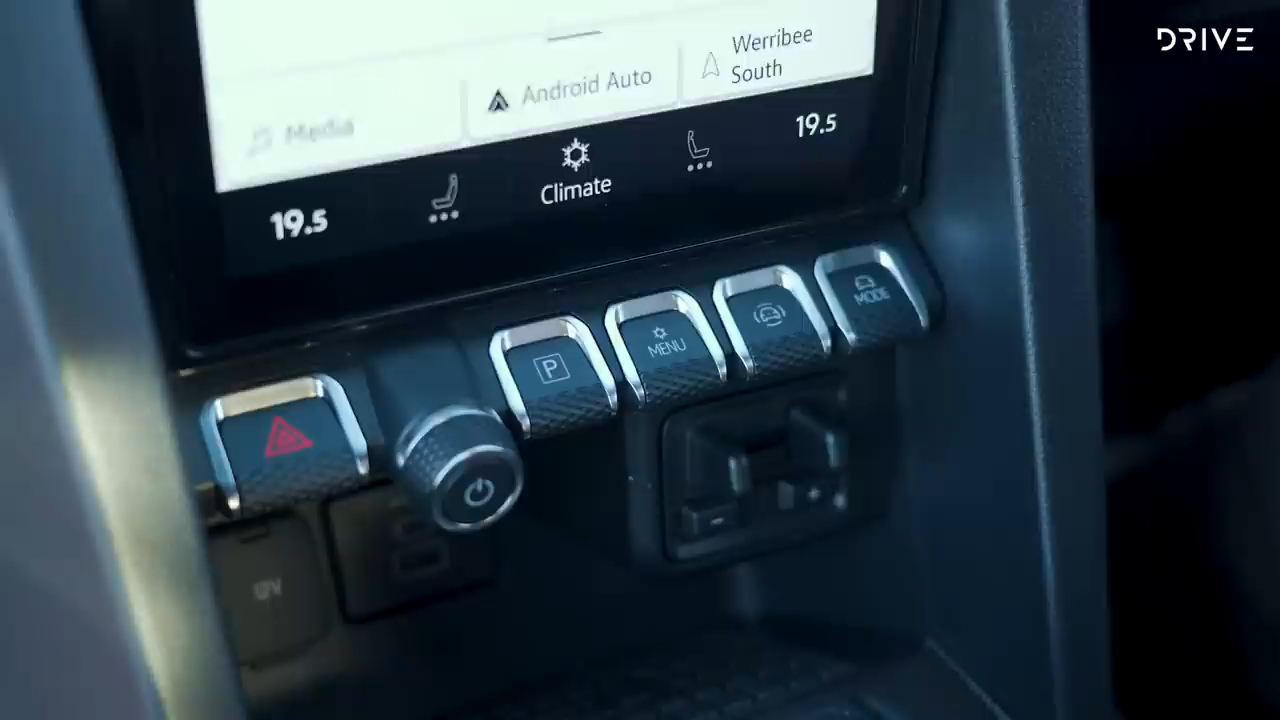 DRIVE
Werribee
South
Android Auto
Media
19.5
Climate
19.5
MODE
MENU
P
12V